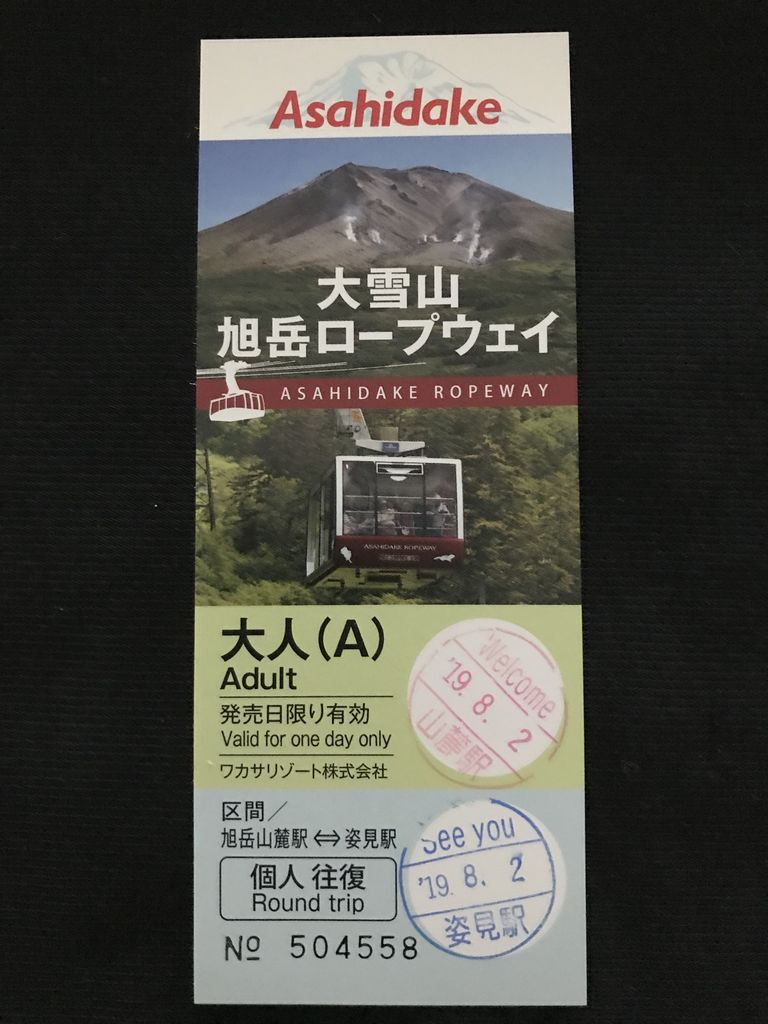 Asahidake
大雪山
旭岳ロープウェイ
ASAHIDAKE ROPEWAY
ASAHIDAKE ROPEWAY
大人(A)
Adult
発売日限り有効
Valid for one day only
ワカサリゾート株式会社
Welcome
'19. 8. 2
山麓駅
区間／
旭岳山麓駅⇔姿見駅
個人 往復
Round trip
№ 504558
See you
'19. 8. 2
姿見駅